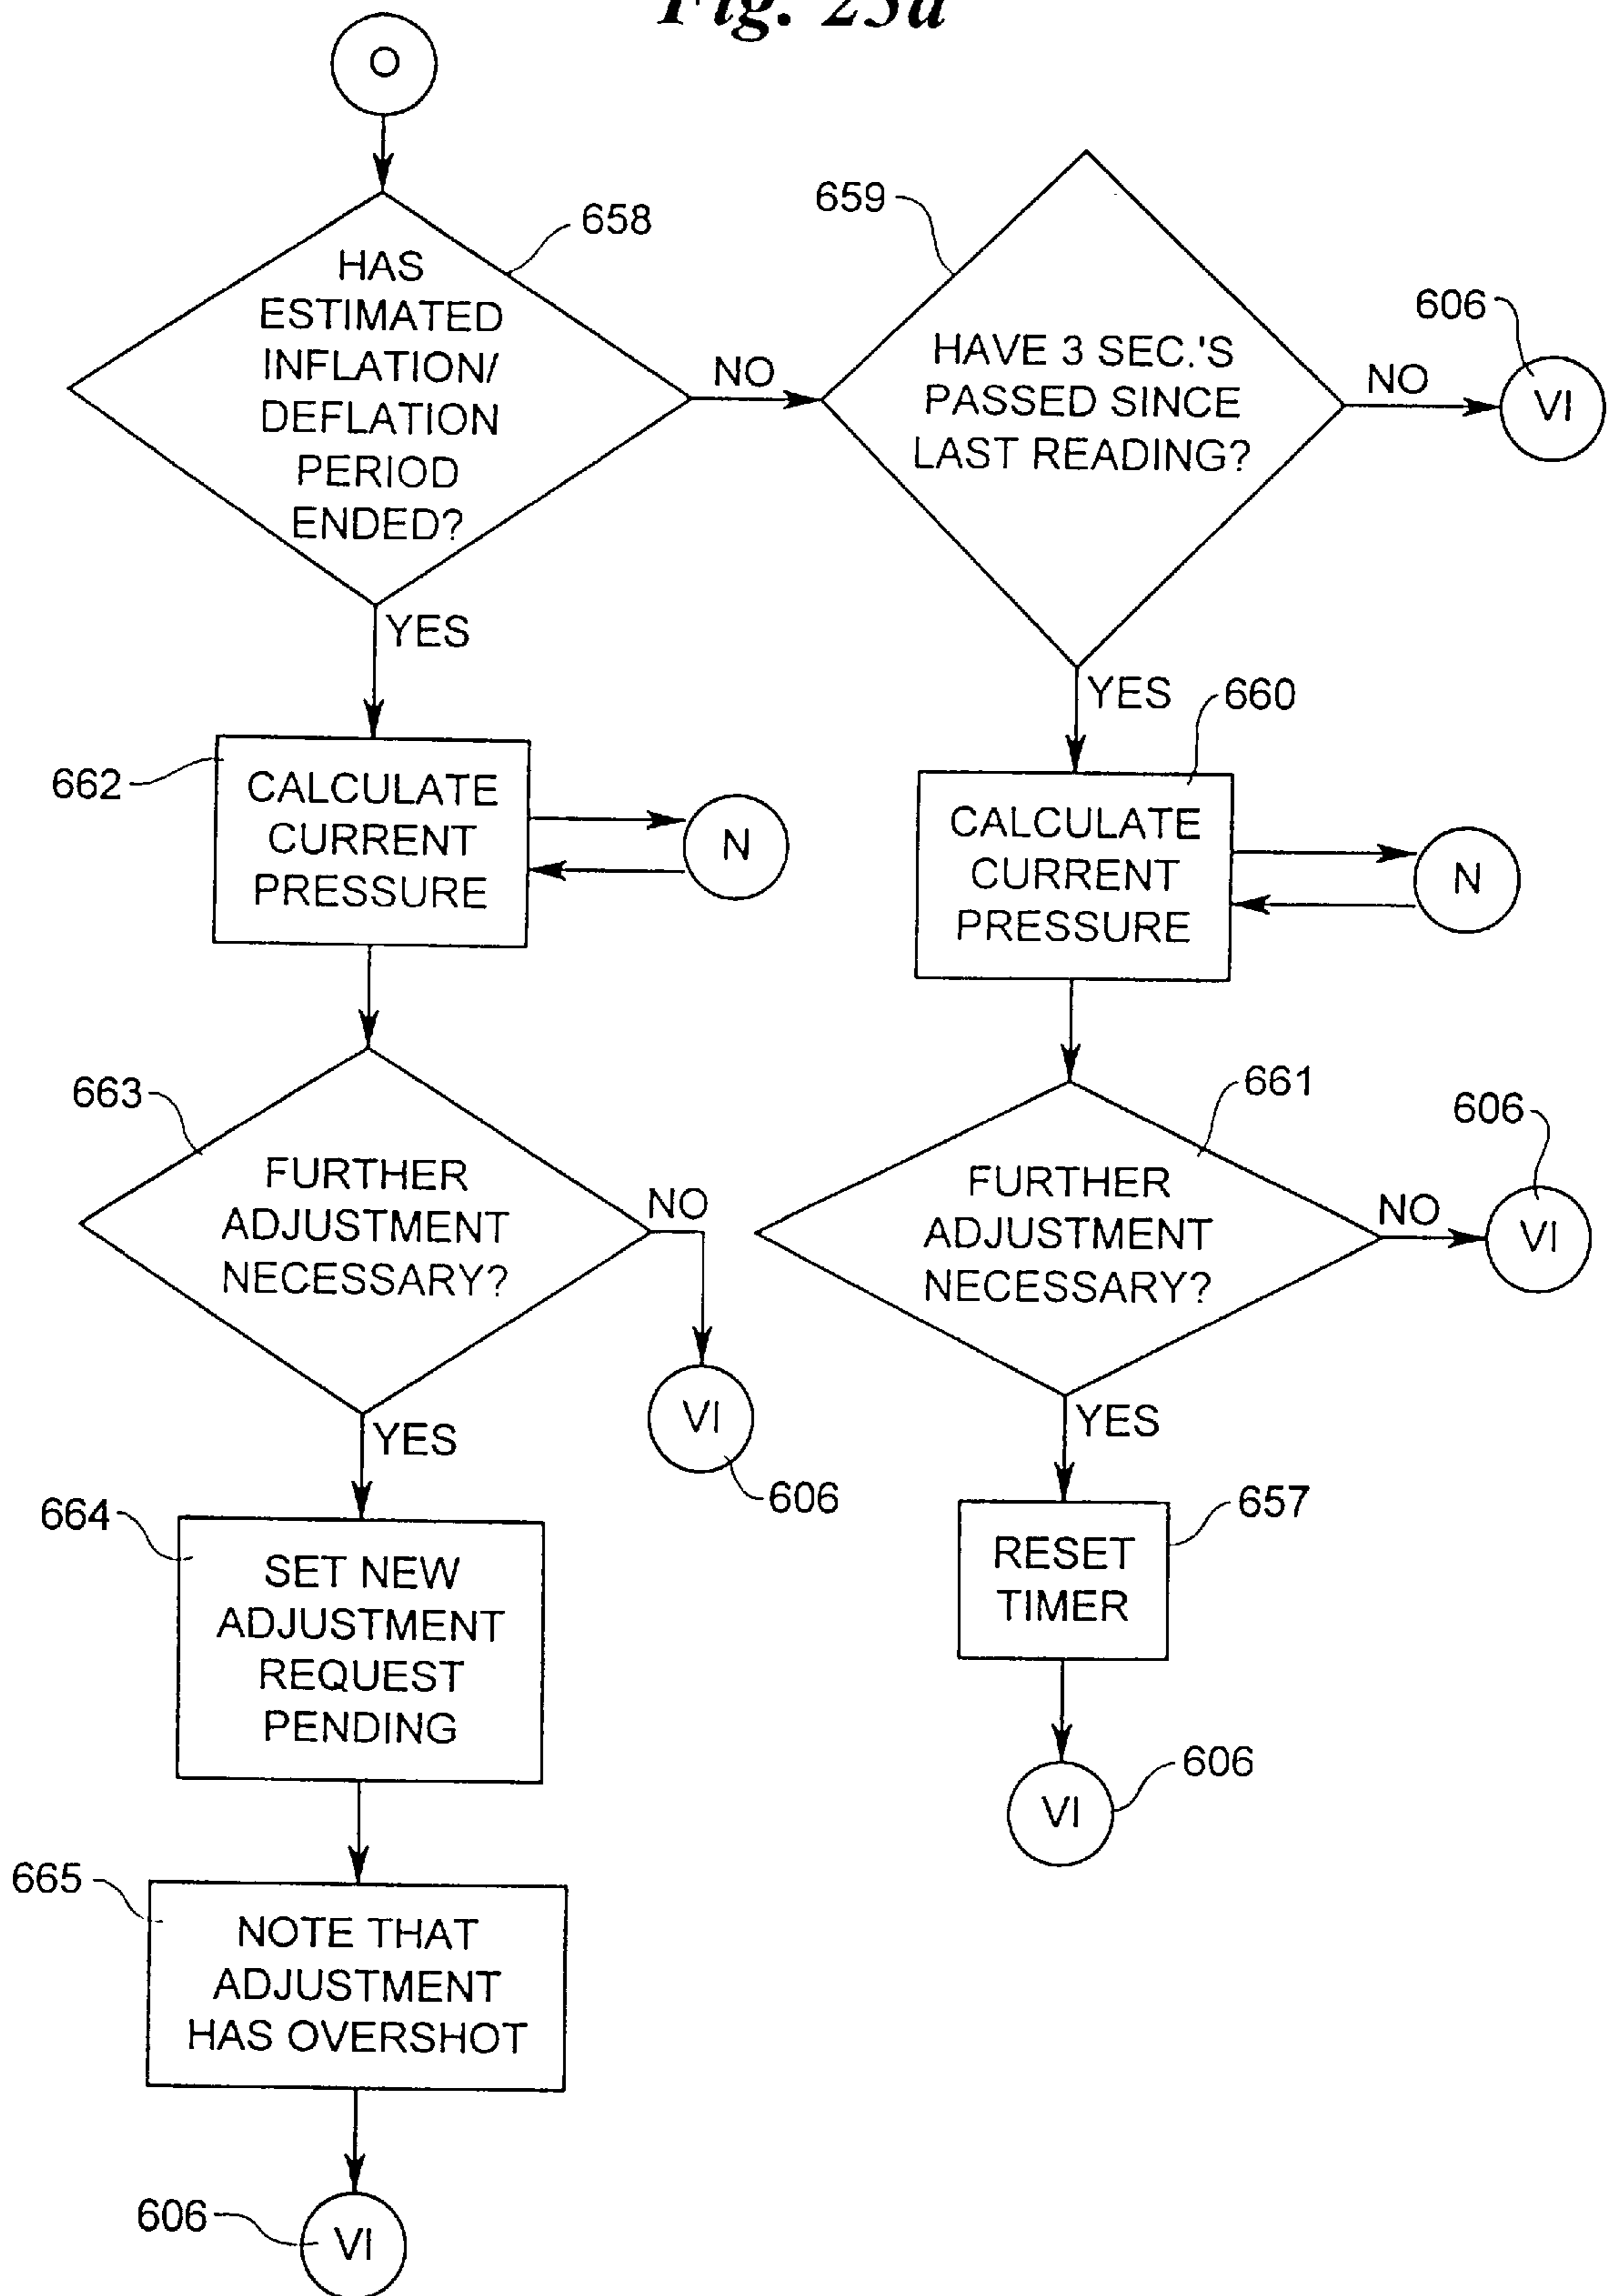 Fig. 23a
O
658
HAS
ESTIMATED
INFLATION/
DEFLATION
PERIOD
ENDED?
NO
YES
659
HAVE 3 SEC.'S
PASSED SINCE
LAST READING?
NO
606
VI
YES
662
CALCULATE
CURRENT
PRESSURE
N
660
CALCULATE
CURRENT
PRESSURE
N
663
FURTHER
ADJUSTMENT
NECESSARY?
NO
VI
606
YES
661
FURTHER
ADJUSTMENT
NECESSARY?
NO
606
VI
YES
664
SET NEW
ADJUSTMENT
REQUEST
PENDING
657
RESET
TIMER
606
VI
665
NOTE THAT
ADJUSTMENT
HAS OVERSHOT
606
VI